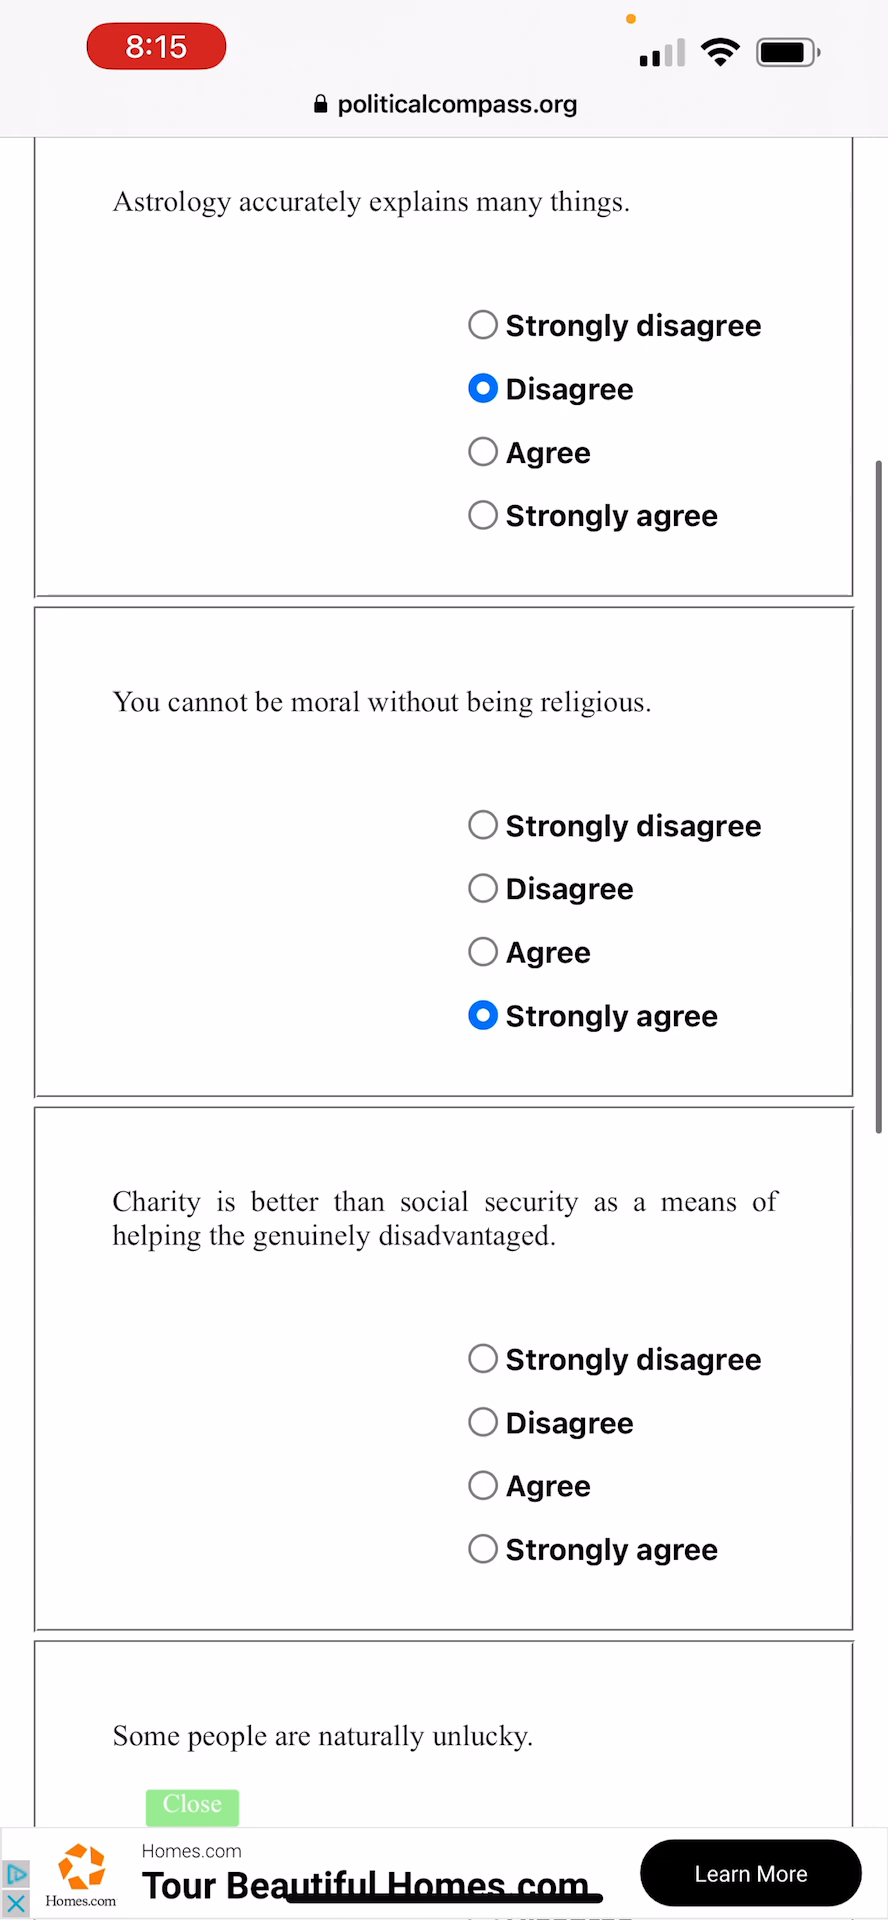 8:15
politicalcompass.org
Astrology accurately explains many things.
Strongly disagree
Disagree
Agree
Strongly agree
You cannot be moral without being religious.
Strongly disagree
Disagree
Agree
Strongly agree
Charity is better than social security as a means of
helping the genuinely disadvantaged.
Strongly disagree
Disagree
Agree
Strongly agree
Some people are naturally unlucky.
Close
Homes.com
Tour Beautiful Homes.com
Learn More
Homes.com